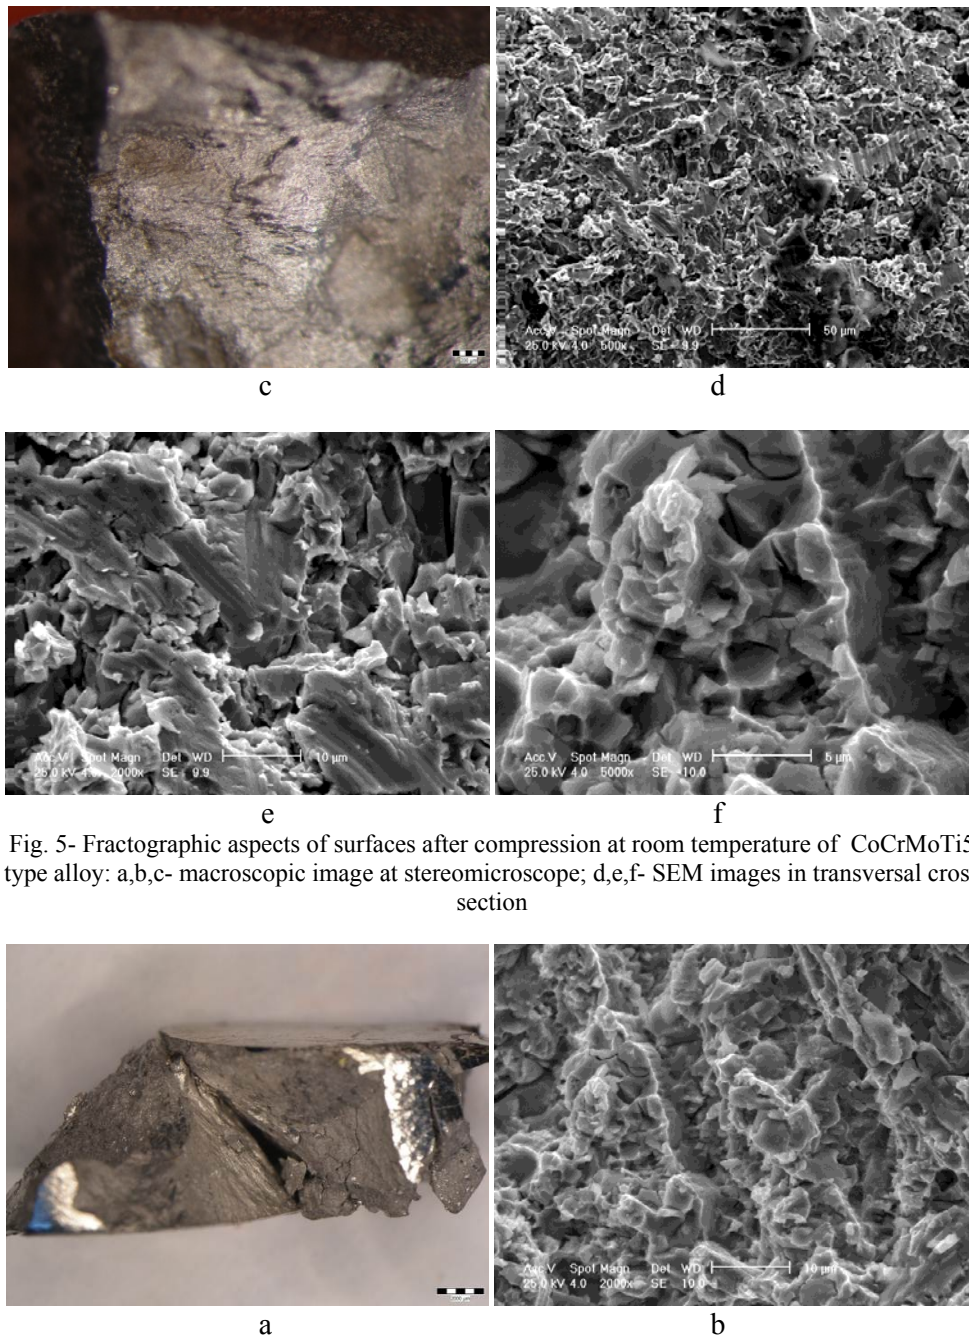 c
d
Acc.V Spot Magn Det WD 50 µm
25.0 kV 4.0 500x SE 9.9
e
f
Acc.V Spot Magn Det WD 10 µm
25.0 kV 4.0 2000x SE 9.9
Acc.V Spot Magn Det WD 5 µm
25.0 kV 4.0 5000x SE 10.0
Fig. 5- Fractographic aspects of surfaces after compression at room temperature of CoCrMoTi5
type alloy: a,b,c- macroscopic image at stereomicroscope; d,e,f- SEM images in transversal cros
section
Acc.V Spot Magn Det WD 10 µm
25.0 kV 4.0 2000x SE 10.0
a
b